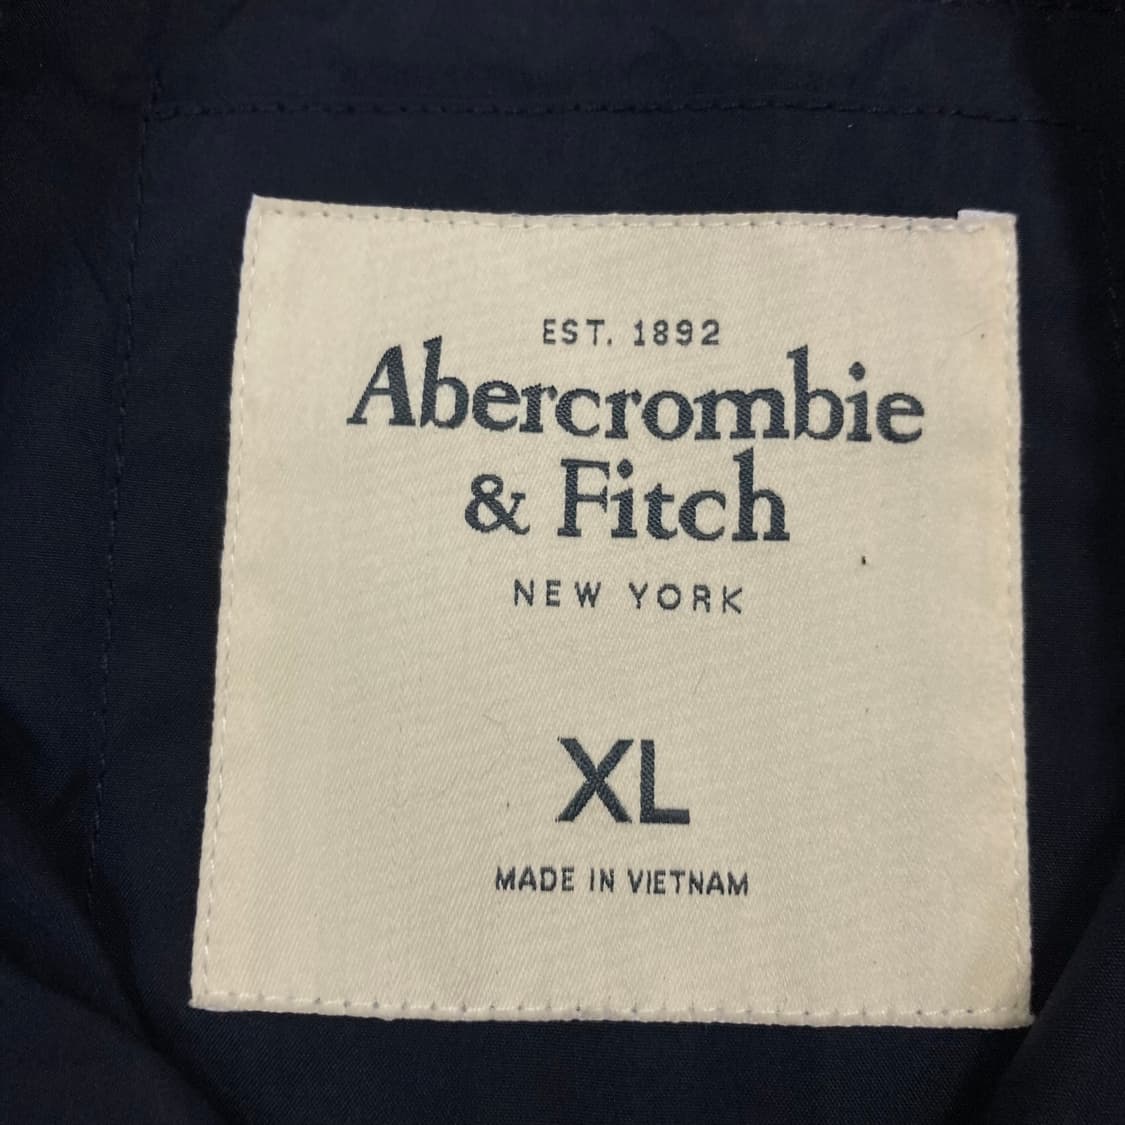 EST. 1892
Abercrombie
& Fitch
NEW YORK
XL
MADE IN VIETNAM